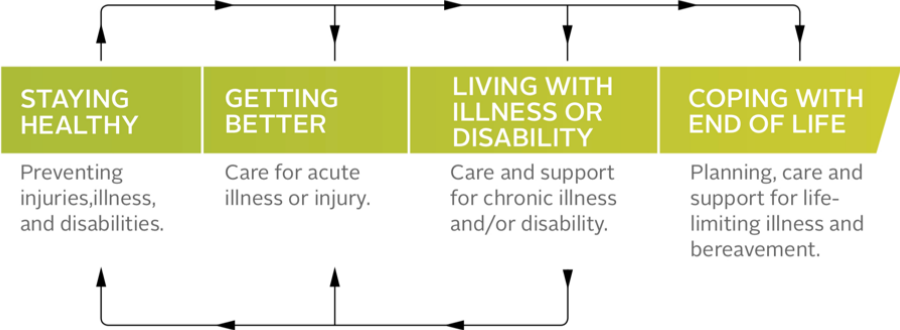 STAYING
HEALTHY
Preventing
injuries,illness,
and disabilities.
GETTING
BETTER
Care for acute
illness or injury.
LIVING WITH
ILLNESS OR
DISABILITY
Care and support
for chronic illness
and/or disability.
COPING WITH
END OF LIFE
Planning, care and
support for life-
limiting illness and
bereavement.